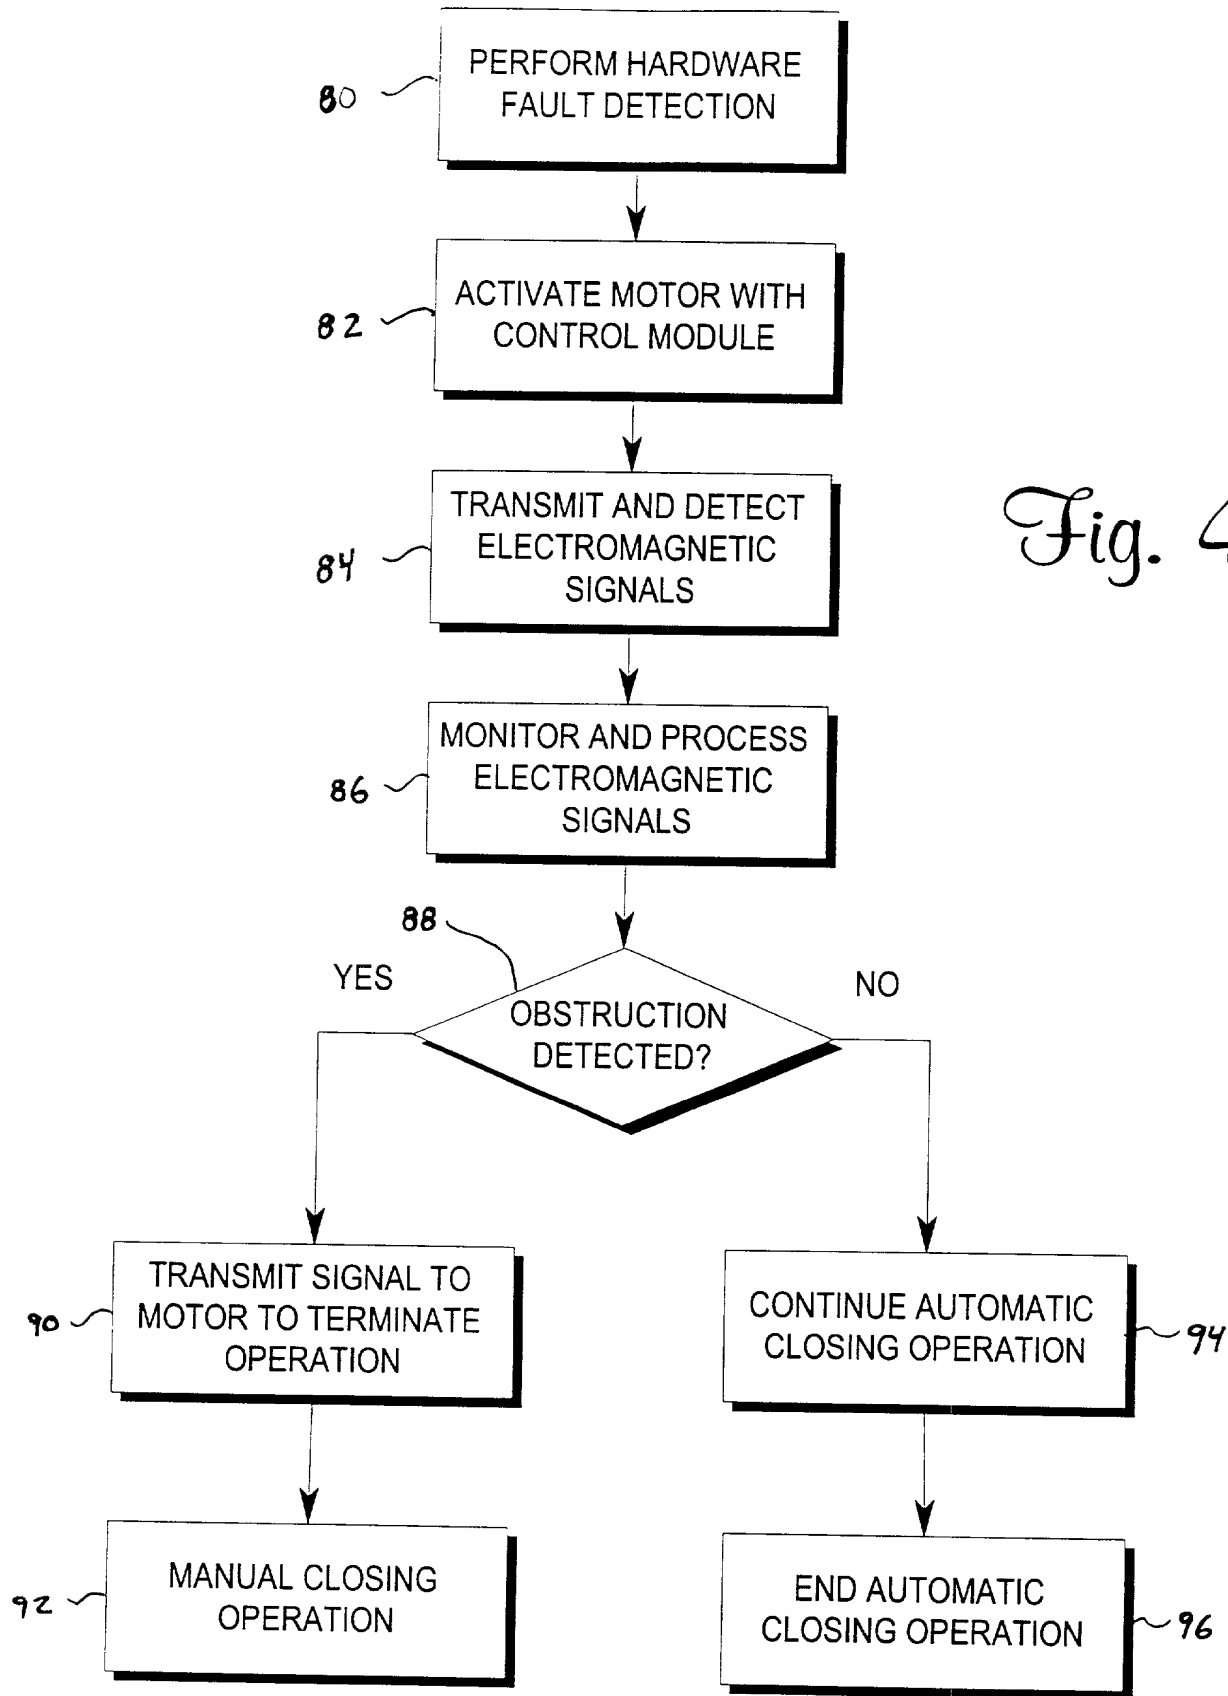 80
PERFORM HARDWARE
FAULT DETECTION
82
ACTIVATE MOTOR WITH
CONTROL MODULE
84
TRANSMIT AND DETECT
ELECTROMAGNETIC
SIGNALS
Fig. 4
86
MONITOR AND PROCESS
ELECTROMAGNETIC
SIGNALS
88
YES
NO
OBSTRUCTION
DETECTED?
90
TRANSMIT SIGNAL TO
MOTOR TO TERMINATE
OPERATION
CONTINUE AUTOMATIC
CLOSING OPERATION
94
92
MANUAL CLOSING
OPERATION
END AUTOMATIC
CLOSING OPERATION
96